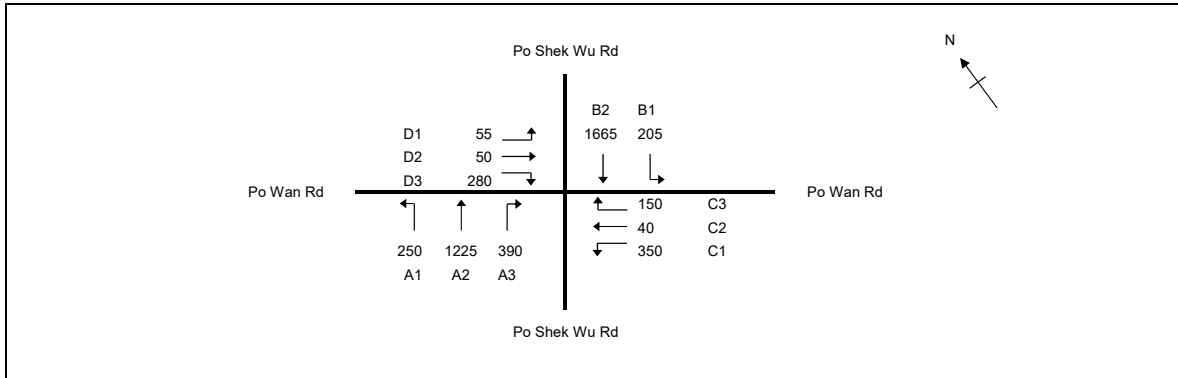 Po Shek Wu Rd
N
B2 B1
D1 55 1665 205
D2 50
D3 280
Po Wan Rd Po Wan Rd
150 C3
40 C2
250 1225 390 350 C1
A1 A2 A3
Po Shek Wu Rd